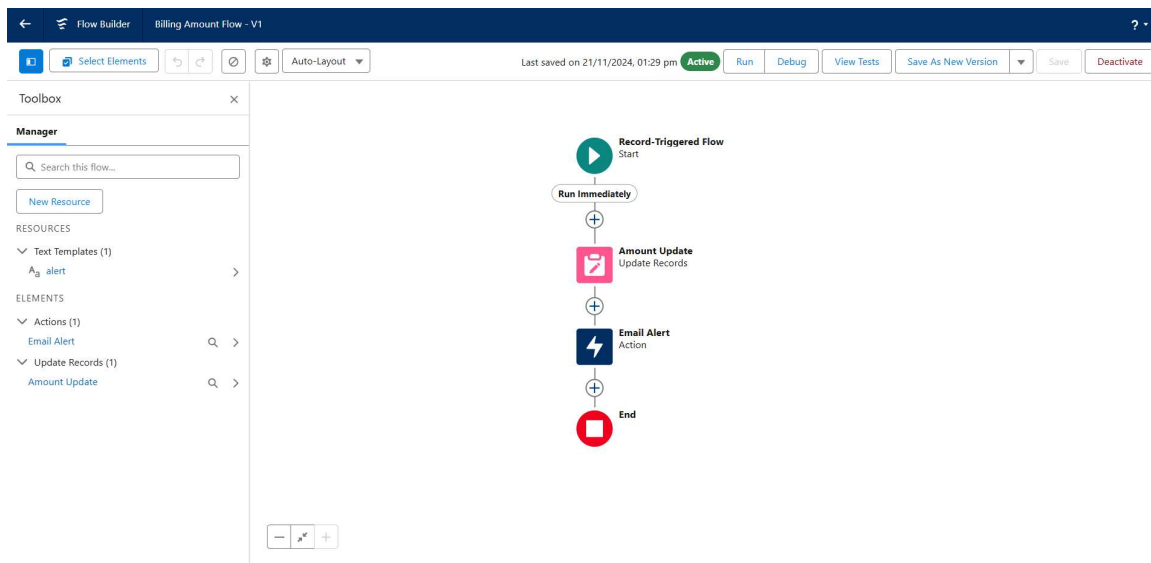 Flow Builder Billing Amount Flow - V1 ?
Select Elements Auto-Layout Last saved on 21/11/2024, 01:29 pm Active Run Debug View Tests Save As New Version Save Deactivate
Toolbox
Manager
Search this flow...
New Resource
RESOURCES
Text Templates (1)
Aa alert
ELEMENTS
Actions (1)
Email Alert
Update Records (1)
Amount Update
Record-Triggered Flow
Start
Run Immediately
Amount Update
Update Records
Email Alert
Action
End